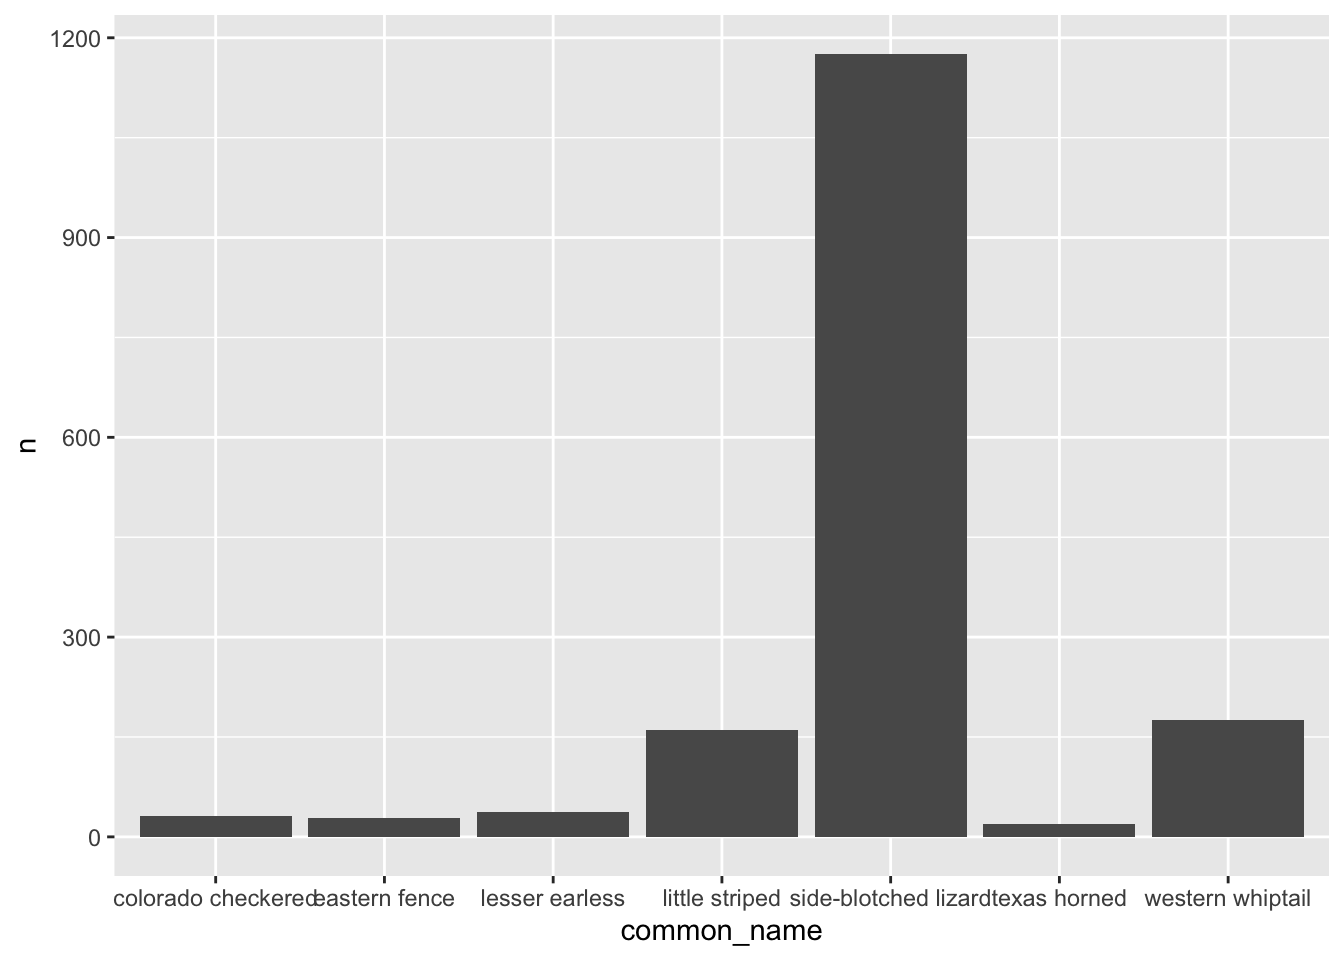 1200
900
600
300
0
n
colorado checkered eastern fence lesser earless little striped side-blotched lizard texas horned western whiptail
common_name